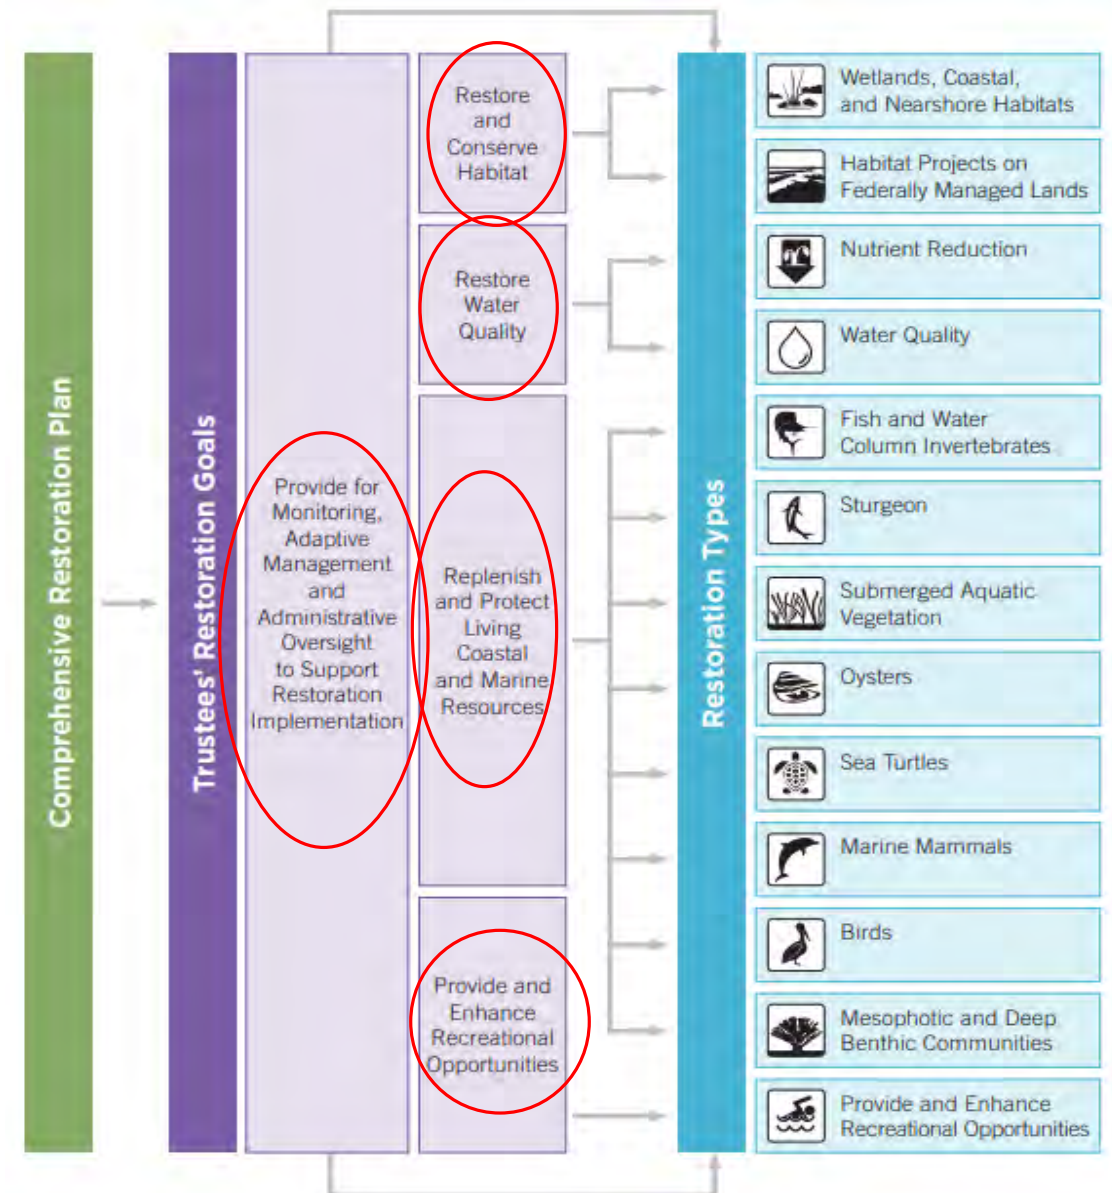 Comprehensive Restoration Plan
Trustees' Restoration Goals
Provide for
Monitoring,
Adaptive
Management
and
Administrative
Oversight
to Support
Restoration
Implementation
Restore
and
Conserve
Habitat
Restore
Water
Quality
Replenish
and Protect
Living
Coastal
and Marine
Resources
Provide and
Enhance
Recreational
Opportunities
Restoration Types
Wetlands, Coastal,
and Nearshore Habitats
Habitat Projects on
Federally Managed Lands
Nutrient Reduction
Water Quality
Fish and Water
Column Invertebrates
Sturgeon
Submerged Aquatic
Vegetation
Oysters
Sea Turtles
Marine Mammals
Birds
Mesophotic and Deep
Benthic Communities
Provide and Enhance
Recreational Opportunities